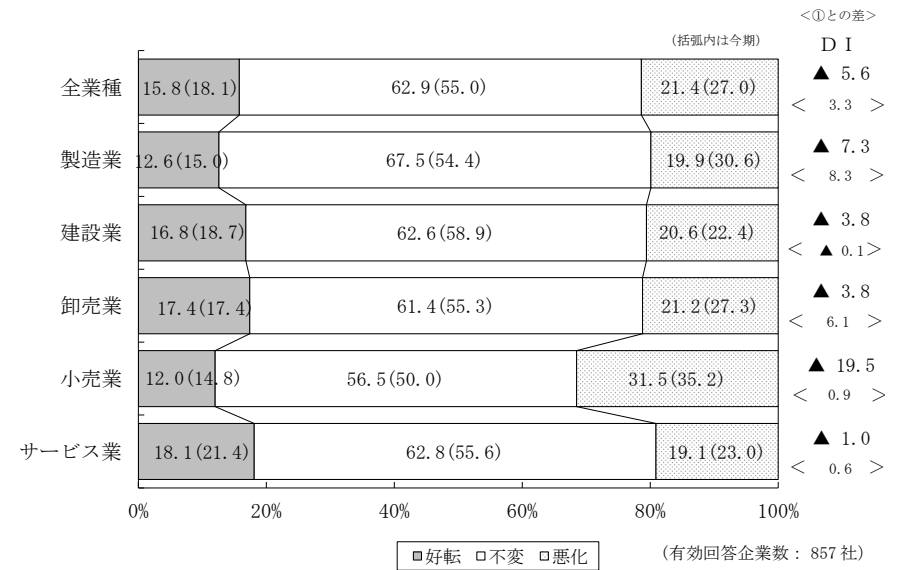 <①との差>
(括弧内は今期)
ＤＩ
全業種 15.8(18.1) 62.9(55.0) 21.4(27.0) ▲ 5.6
＜ 3.3 ＞
製造業 12.6(15.0) 67.5(54.4) 19.9(30.6) ▲ 7.3
＜ 8.3 ＞
建設業 16.8(18.7) 62.6(58.9) 20.6(22.4) ▲ 3.8
＜ ▲ 0.1＞
卸売業 17.4(17.4) 61.4(55.3) 21.2(27.3) ▲ 3.8
＜ 6.1 ＞
小売業 12.0(14.8) 56.5(50.0) 31.5(35.2) ▲ 19.5
＜ 0.9 ＞
サービス業 18.1(21.4) 62.8(55.6) 19.1(23.0) ▲ 1.0
＜ 0.6 ＞
0% 20% 40% 60% 80% 100%
好転 不変 悪化
(有効回答企業数： 857 社)